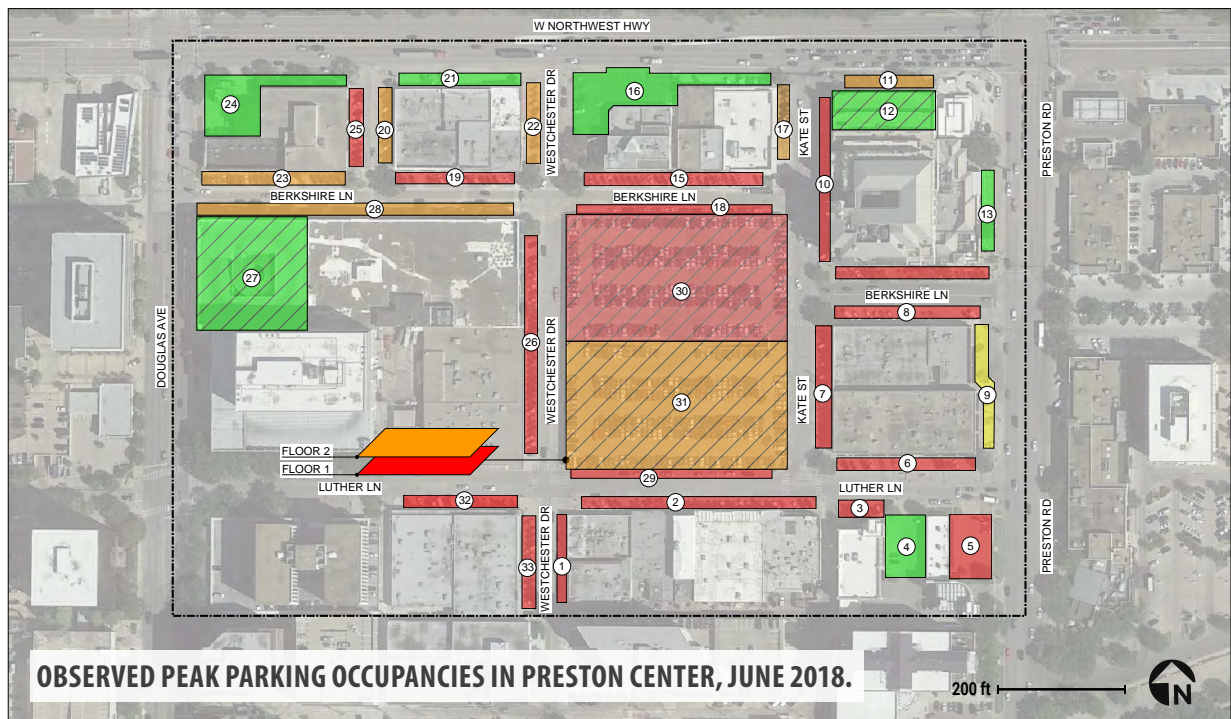 W NORTHWEST HWY
21
24
16
11
12
25
20
22
17
KATE ST
WESTCHESTER DR
PRESTON RD
23
19
15
10
BERKSHIRE LN
BERKSHIRE LN
28
18
13
27
30
BERKSHIRE LN
8
DOUGLAS AVE
26
WESTCHESTER DR
31
KATE ST
7
9
FLOOR 2
FLOOR 1
LUTHER LN
29
6
LUTHER LN
32
2
3
33
WESTCHESTER DR
1
4
5
PRESTON RD
OBSERVED PEAK PARKING OCCUPANCIES IN PRESTON CENTER, JUNE 2018.
200 ft
N